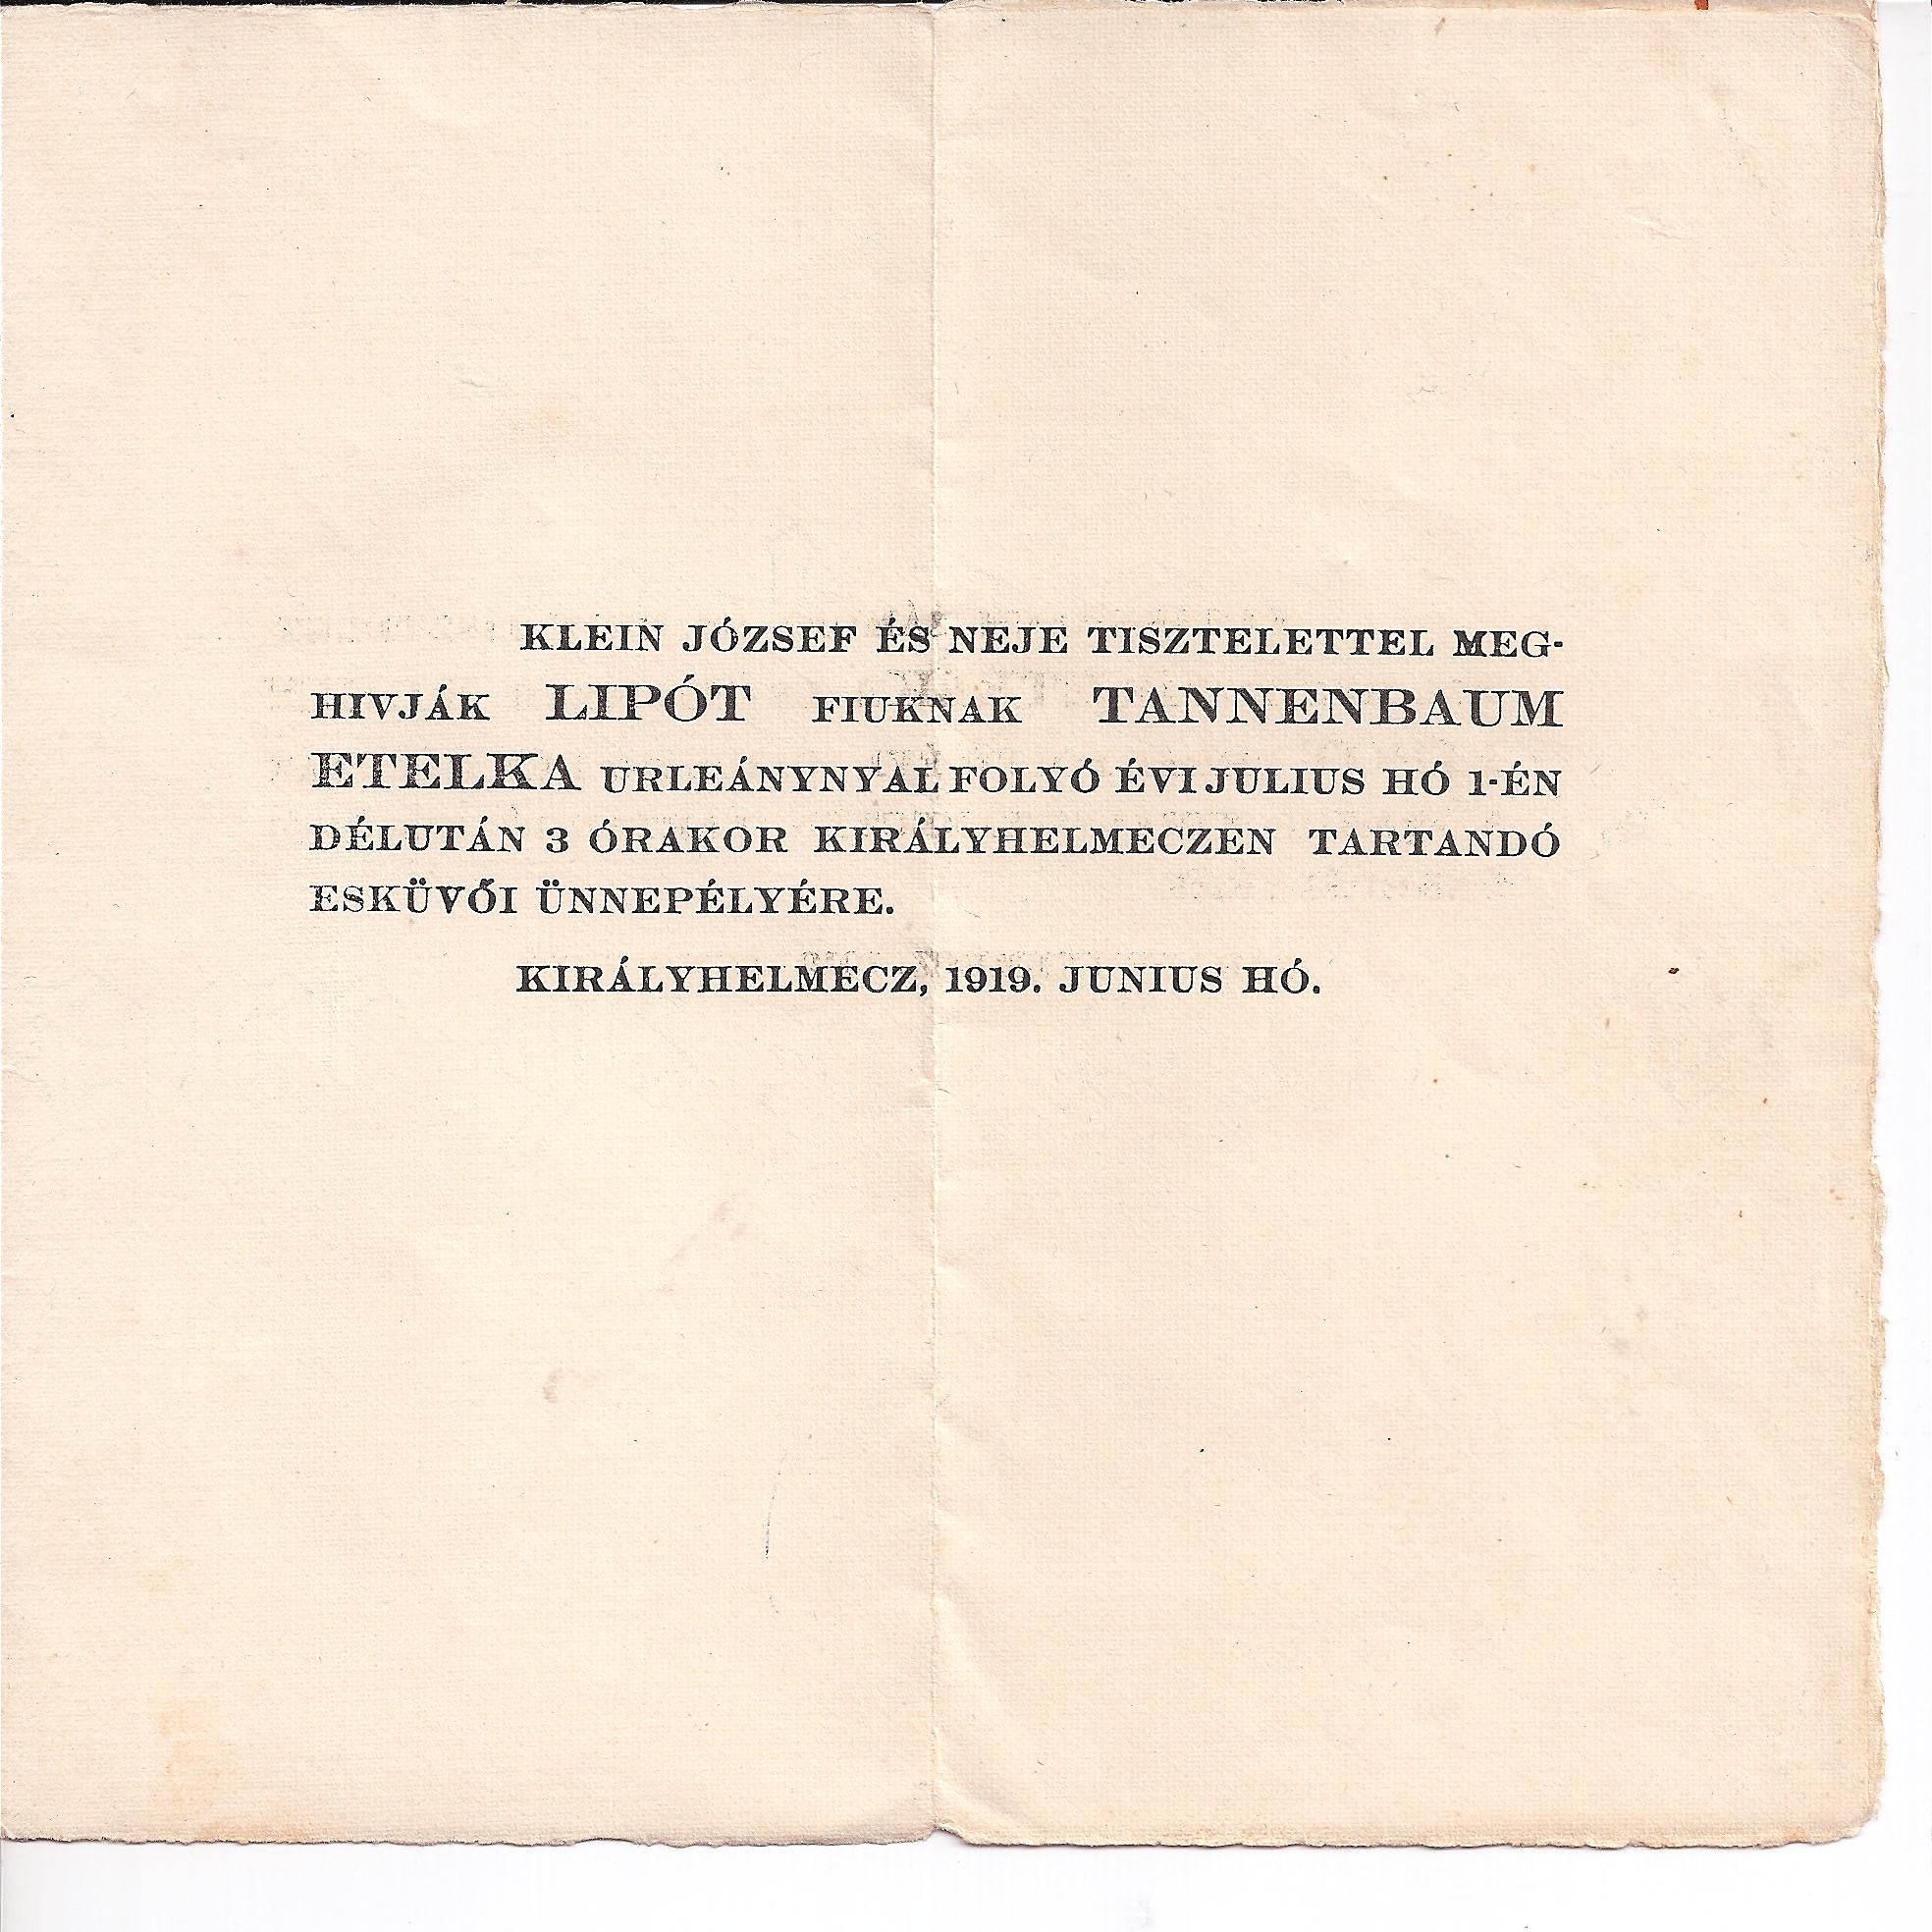 KLEIN JÓZSEF ÉS NEJE TISZTELETTEL MEG-
HIVJÁK LIPÓT FIUKNAK TANNENBAUM
ETELKA URLEÁNYNYAL FOLYÓ ÉVI JULIUS HÓ 1-ÉN
DÉLUTÁN 3 ÓRAKOR KIRÁLYHELMECZEN TARTANDÓ
ESKÜVŐI ÜNNEPÉLYÉRE.
KIRÁLYHELMECZ, 1919. JUNIUS HÓ.